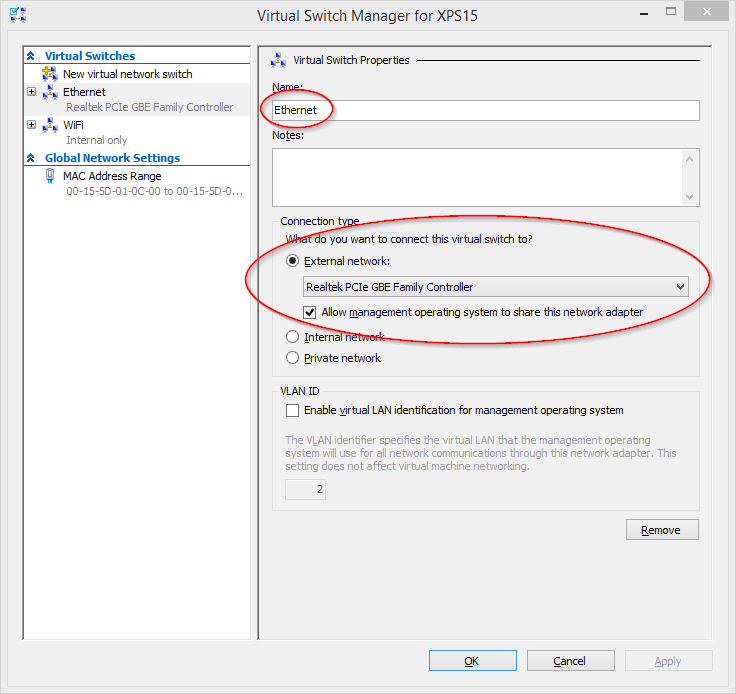 Virtual Switch Manager for XPS15
Virtual Switches
New virtual network switch
Ethernet
Realtek PCIe GBE Family Controller
WiFi
Internal only
Global Network Settings
MAC Address Range
00-15-5D-01-0C-00 to 00-15-5D-0...
Virtual Switch Properties
Name:
Ethernet
Notes:
Connection type
What do you want to connect this virtual switch to?
External network:
Realtek PCIe GBE Family Controller
Allow management operating system to share this network adapter
Internal network
Private network
VLAN ID
Enable virtual LAN identification for management operating system
The VLAN identifier specifies the virtual LAN that the management operating
system will use for all network communications through this network adapter. This
setting does not affect virtual machine networking.
2
Remove
OK
Cancel
Apply